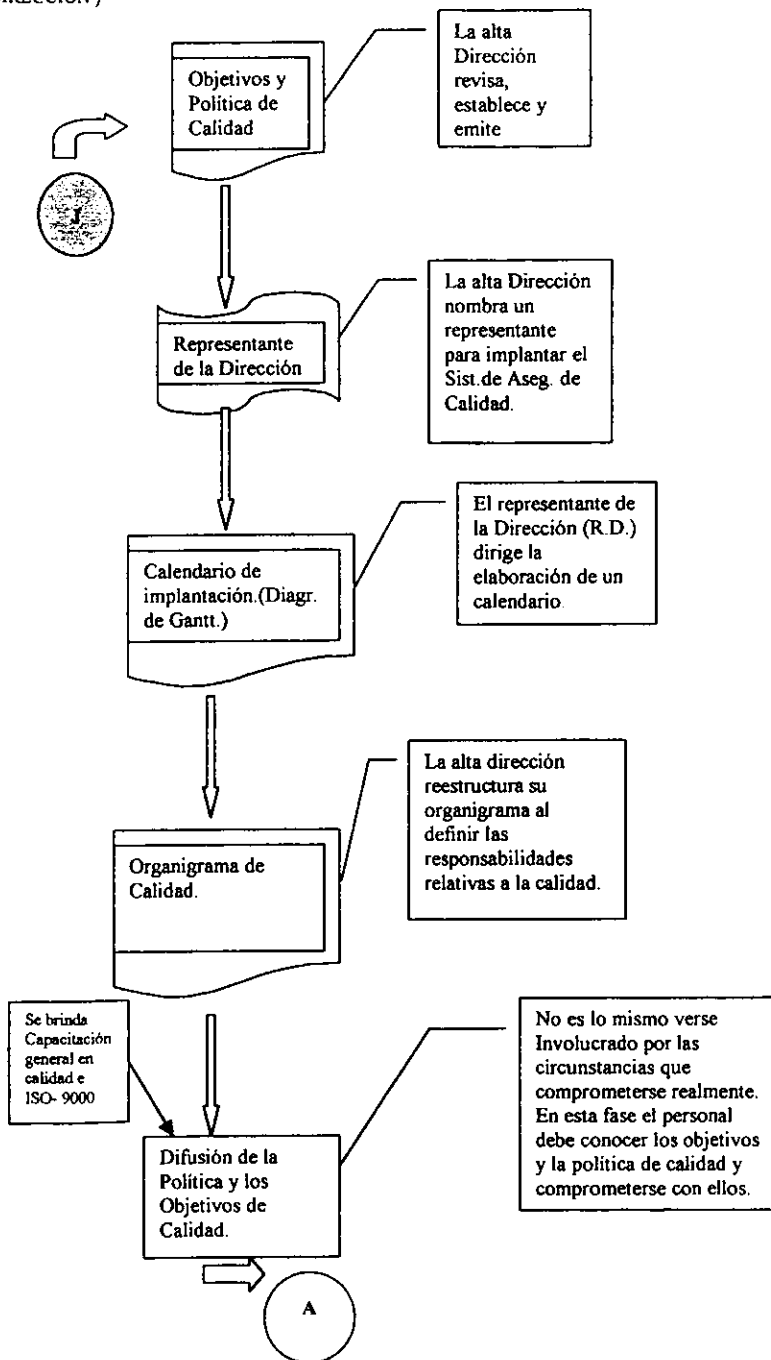 Objetivos y
Política de
Calidad
La alta
Dirección
revisa,
establece y
emite
J
Representante
de la Dirección
La alta Dirección
nombra un
representante
para implantar el
Sist.de Aseg. de
Calidad.
Calendario de
implantación.(Diagr.
de Gantt.)
El representante de
la Dirección (R.D.)
dirige la
elaboración de un
calendario
Organigrama de
Calidad.
La alta dirección
reestructura su
organigrama al
definir las
responsabilidades
relativas a la calidad.
Se brinda
Capacitación
general en
calidad e
ISO- 9000
Difusión de la
Política y los
Objetivos de
Calidad.
No es lo mismo verse
Involucrado por las
circunstancias que
comprometerse realmente.
En esta fase el personal
debe conocer los objetivos
y la política de calidad y
comprometerse con ellos.
A